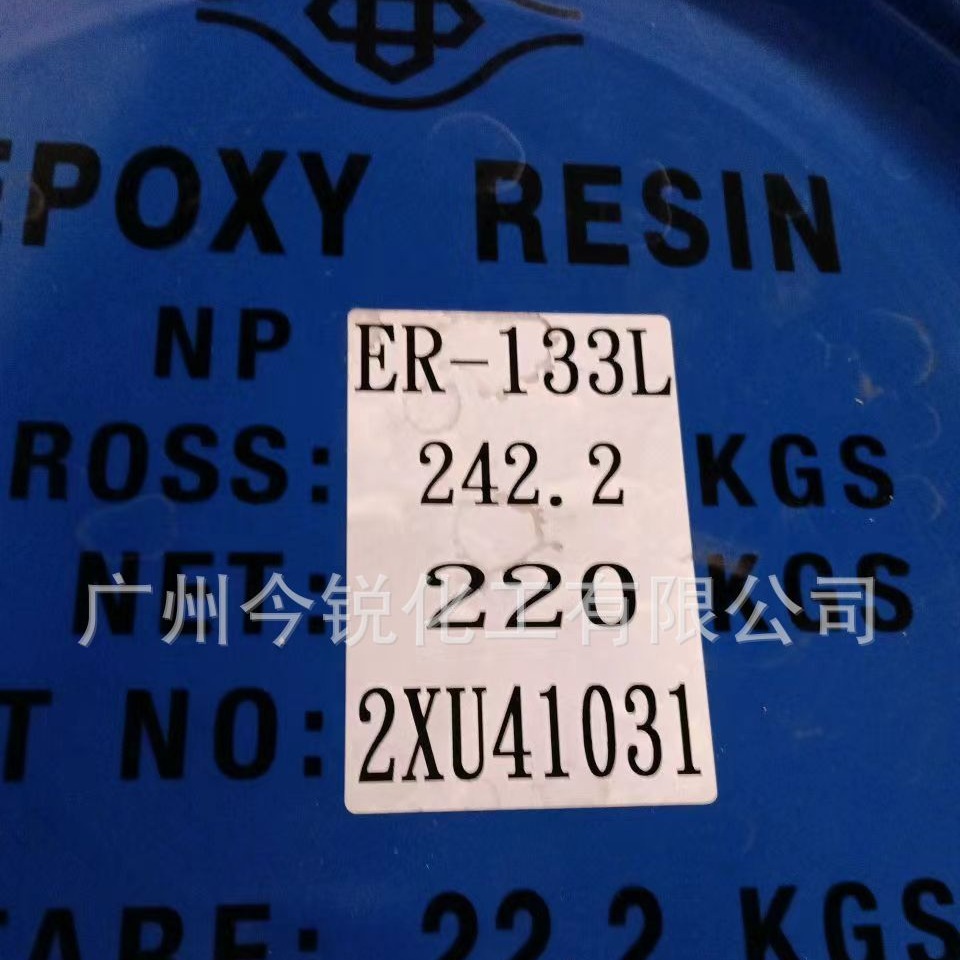 EPOXY RESIN
NP ER-133L
ROSS: 242.2 KGS
NET: 220 KGS
广州今锐化工有限公司
T NO: 2XU41031
TARE: 22.2 KGS